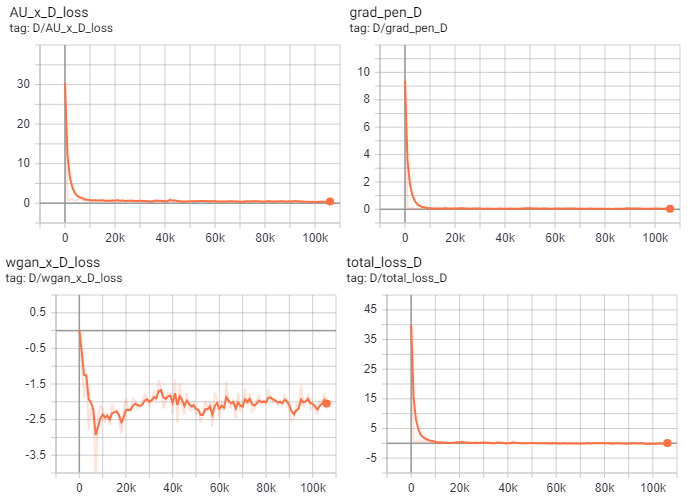 AU_x_D_loss
tag: D/AU_x_D_loss
30
20
10
0
0 20k 40k 60k 80k 100k
grad_pen_D
tag: D/grad_pen_D
10
8
6
4
2
0
0 20k 40k 60k 80k 100k
wgan_x_D_loss
tag: D/wgan_x_D_loss
0.5
-0.5
-1.5
-2.5
-3.5
0 20k 40k 60k 80k 100k
total_loss_D
tag: D/total_loss_D
45
35
25
15
5
-5
0 20k 40k 60k 80k 100k